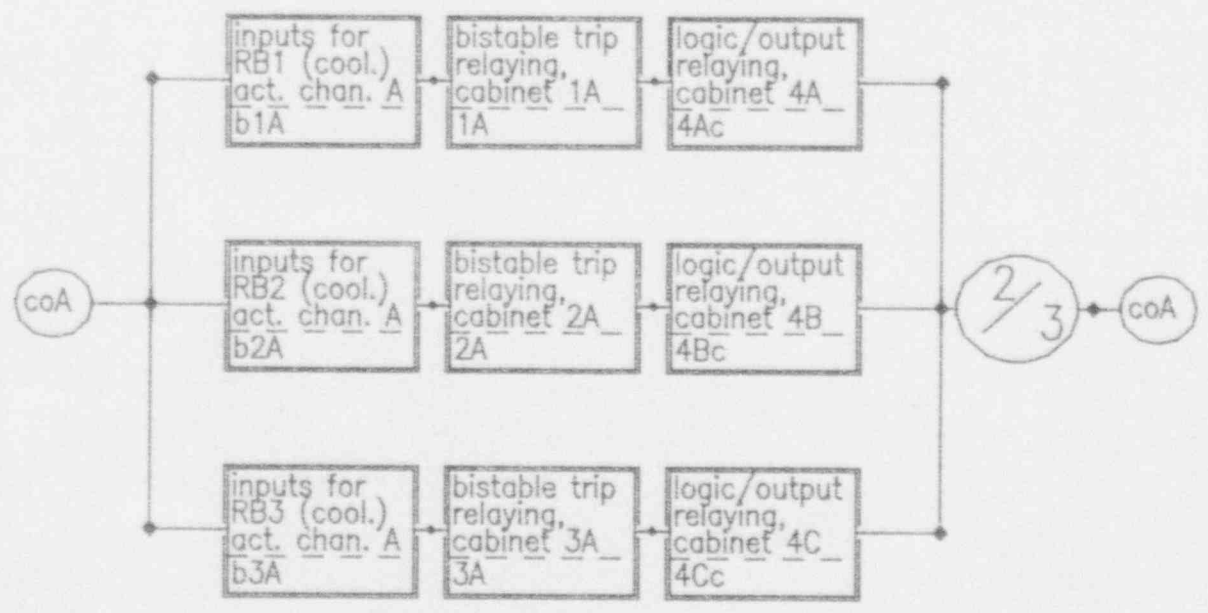 inputs for
RB1 (cool.)
act. chan. A
b1A
bistable trip
relaying,
cabinet 1A
1A
logic/output
relaying,
cabinet 4A
4Ac
coA
inputs for
RB2 (cool.)
act. chan. A
b2A
bistable trip
relaying,
cabinet 2A
2A
logic/output
relaying,
cabinet 4B
4Bc
2/3
coA
inputs for
RB3 (cool.)
act. chan. A
b3A
bistable trip
relaying,
cabinet 3A
3A
logic/output
relaying,
cabinet 4C
4Cc